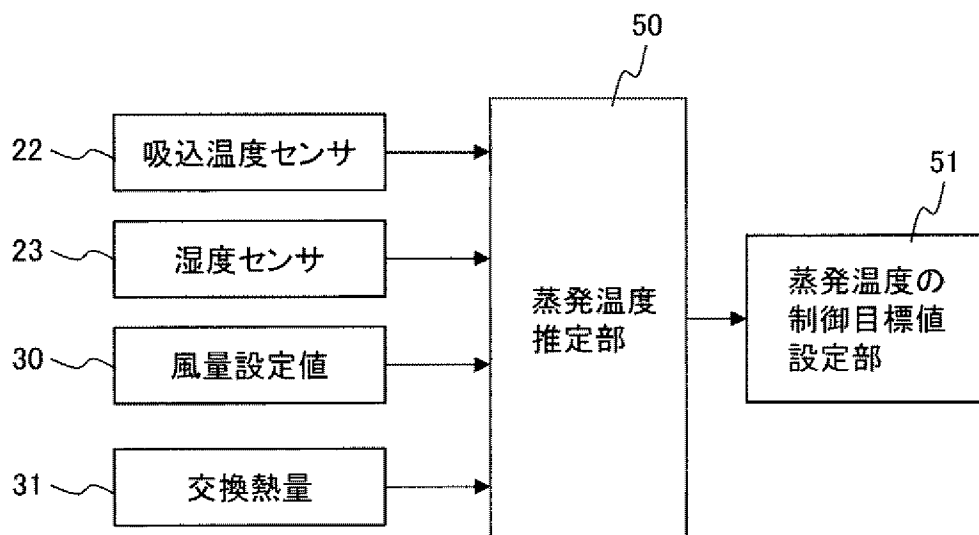 50
22
吸込温度センサ
51
23
湿度センサ
蒸発温度
推定部
蒸発温度の
制御目標値
設定部
30
風量設定値
31
交換熱量